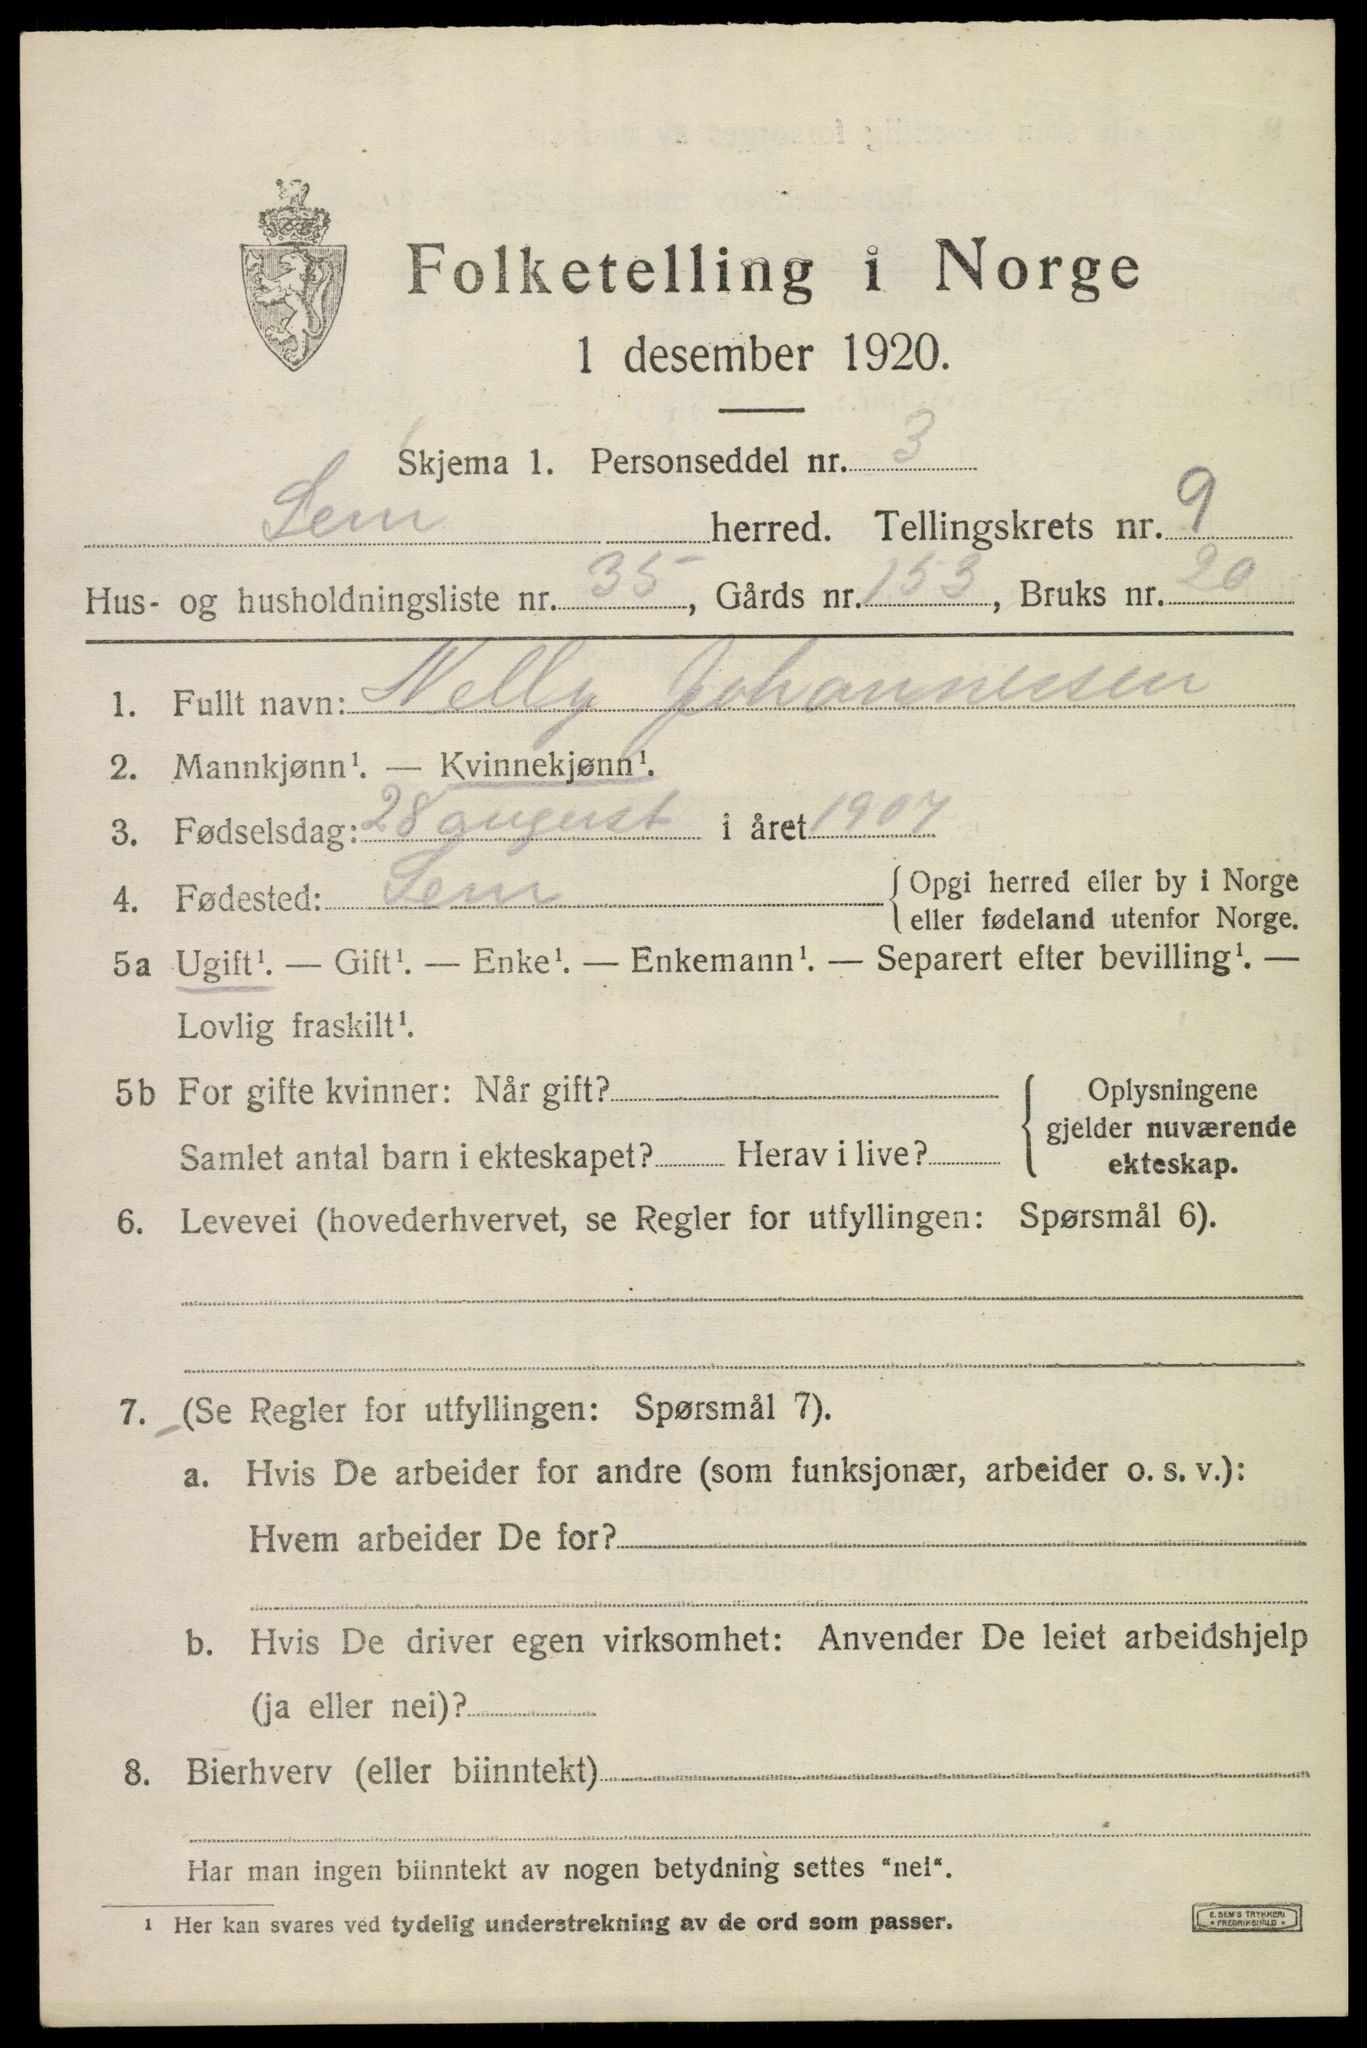 Folketelling i Norge
1 desember 1920.
Skjema 1. Personseddel nr. 3
Sem herred. Tellingskrets nr. 9
Hus- og husholdningsliste nr. 35, Gårds nr. 153, Bruks nr. 20
1. Fullt navn: Nelly Johannessen
2. Mannkjønn¹. — Kvinnekjønn¹.
3. Fødselsdag: 28 august i året 1907
4. Fødested: Sem { Opgi herred eller by i Norge
eller fødeland utenfor Norge.
5a Ugift¹. — Gift¹. — Enke¹. — Enkemann¹. — Separert efter bevilling¹. —
Lovlig fraskilt¹.
5b For gifte kvinner: Når gift?
Samlet antal barn i ekteskapet? Herav i live?
Oplysningene
gjelder nuværende
ekteskap.
6. Levevei (hovederhvervet, se Regler for utfyllingen: Spørsmål 6).
7. (Se Regler for utfyllingen: Spørsmål 7).
a. Hvis De arbeider for andre (som funksjonær, arbeider o. s. v.):
Hvem arbeider De for?
b. Hvis De driver egen virksomhet: Anvender De leiet arbeidshjelp
(ja eller nei)?
8. Bierhverv (eller biinntekt)
Har man ingen biinntekt av nogen betydning settes "nei".
¹ Her kan svares ved tydelig understrekning av de ord som passer.
E. SEM'S TRYKKERI
* FREDRIKSHALD *